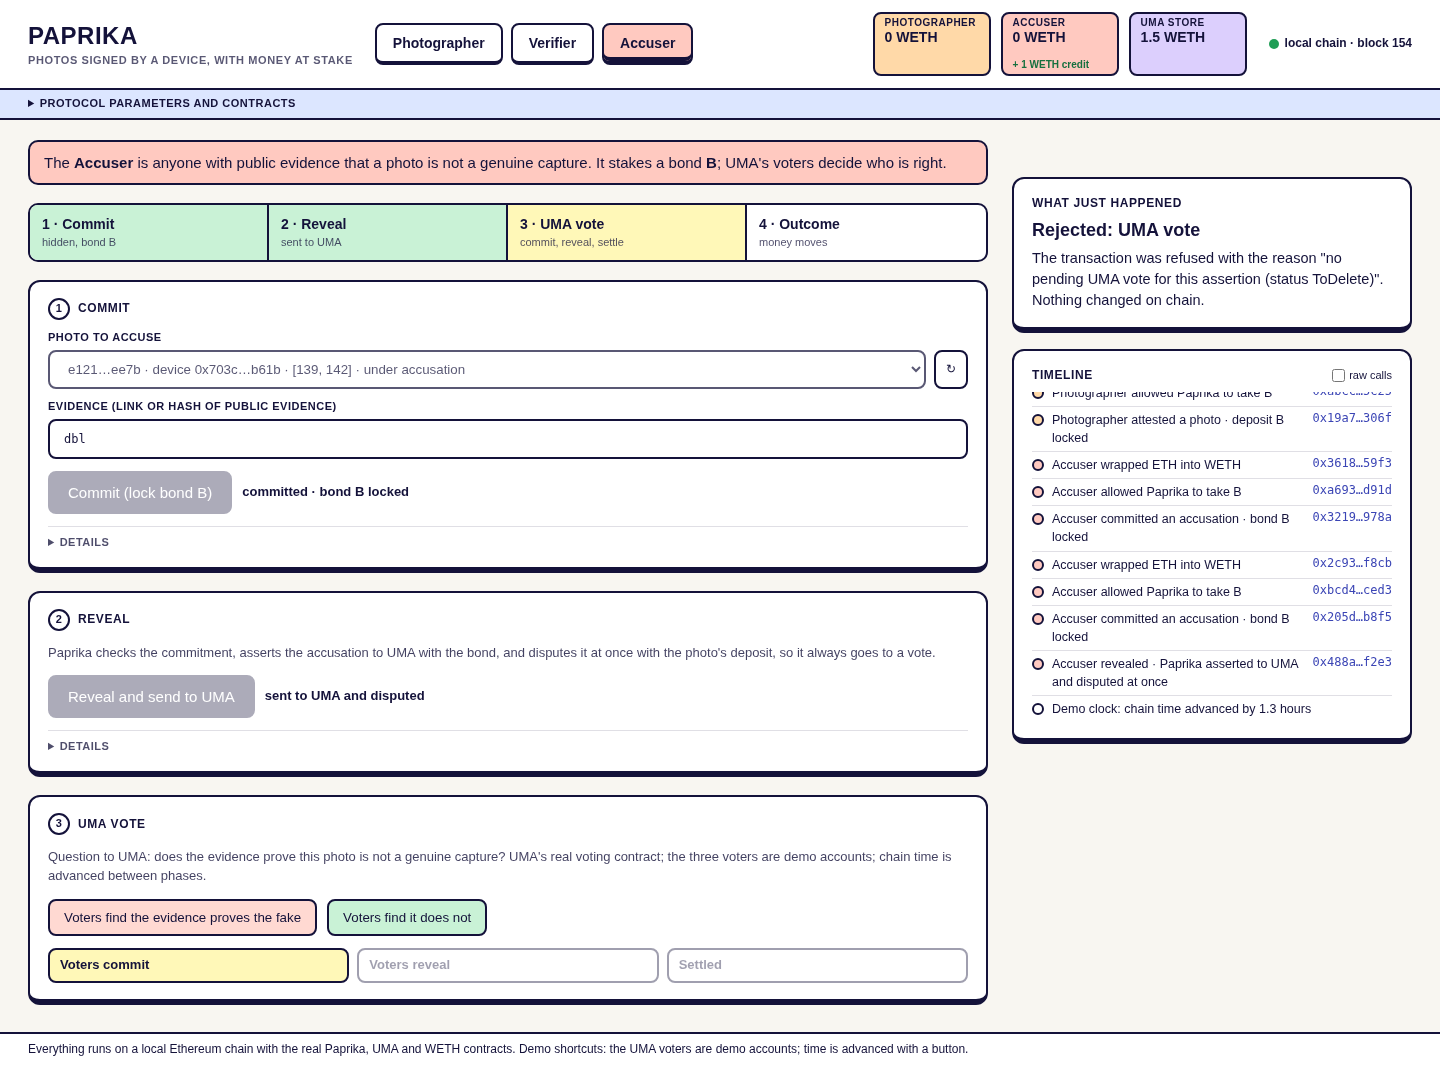 PAPRIKA
PHOTOS SIGNED BY A DEVICE, WITH MONEY AT STAKE
Photographer
Verifier
Accuser
PHOTOGRAPHER
0 WETH
ACCUSER
0 WETH
+ 1 WETH credit
UMA STORE
1.5 WETH
local chain · block 154
PROTOCOL PARAMETERS AND CONTRACTS
The Accuser is anyone with public evidence that a photo is not a genuine capture. It stakes a bond B; UMA's voters decide who is right.
1 · Commit
hidden, bond B
2 · Reveal
sent to UMA
3 · UMA vote
commit, reveal, settle
4 · Outcome
money moves
1 COMMIT
PHOTO TO ACCUSE
e121…ee7b · device 0x703c…b61b · [139, 142] · under accusation
↻
EVIDENCE (LINK OR HASH OF PUBLIC EVIDENCE)
dbl
Commit (lock bond B)
committed · bond B locked
DETAILS
2 REVEAL
Paprika checks the commitment, asserts the accusation to UMA with the bond, and disputes it at once with the photo's deposit, so it always goes to a vote.
Reveal and send to UMA
sent to UMA and disputed
DETAILS
3 UMA VOTE
Question to UMA: does the evidence prove this photo is not a genuine capture? UMA's real voting contract; the three voters are demo accounts; chain time is
advanced between phases.
Voters find the evidence proves the fake
Voters find it does not
Voters commit
Voters reveal
Settled
WHAT JUST HAPPENED
Rejected: UMA vote
The transaction was refused with the reason "no
pending UMA vote for this assertion (status ToDelete)".
Nothing changed on chain.
TIMELINE
raw calls
Photographer allowed Paprika to take B
Photographer attested a photo · deposit B
locked
0x19a7…306f
Accuser wrapped ETH into WETH
0x3618…59f3
Accuser allowed Paprika to take B
0xa693…d91d
Accuser committed an accusation · bond B
locked
0x3219…978a
Accuser wrapped ETH into WETH
0x2c93…f8cb
Accuser allowed Paprika to take B
0xbcd4…ced3
Accuser committed an accusation · bond B
locked
0x205d…b8f5
Accuser revealed · Paprika asserted to UMA
and disputed at once
0x488a…f2e3
Demo clock: chain time advanced by 1.3 hours
Everything runs on a local Ethereum chain with the real Paprika, UMA and WETH contracts. Demo shortcuts: the UMA voters are demo accounts; time is advanced with a button.